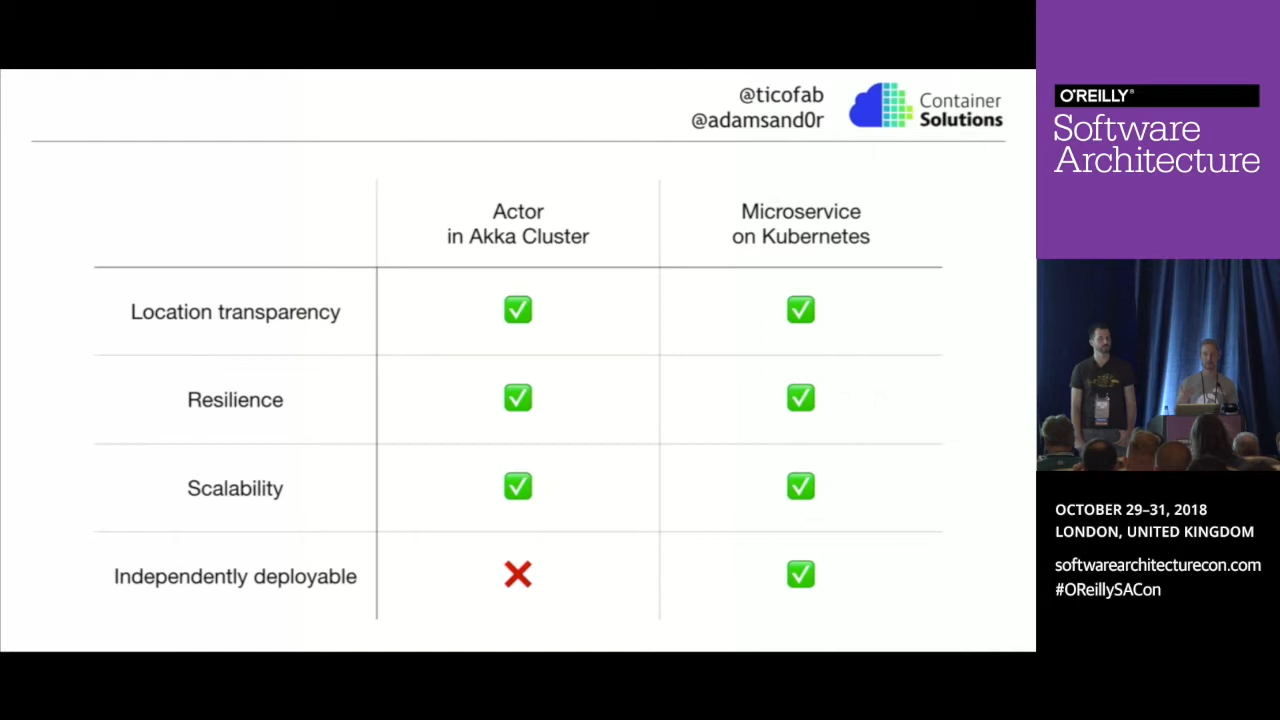 @ticofab
@adamsand0r
Container
Solutions
Actor
in Akka Cluster
Microservice
on Kubernetes
Location transparency ✅ ✅
Resilience ✅ ✅
Scalability ✅ ✅
Independently deployable ❌ ✅
O'REILLY®
Software
Architecture
OCTOBER 29–31, 2018
LONDON, UNITED KINGDOM
softwarearchitecturecon.com
#OReillySACon